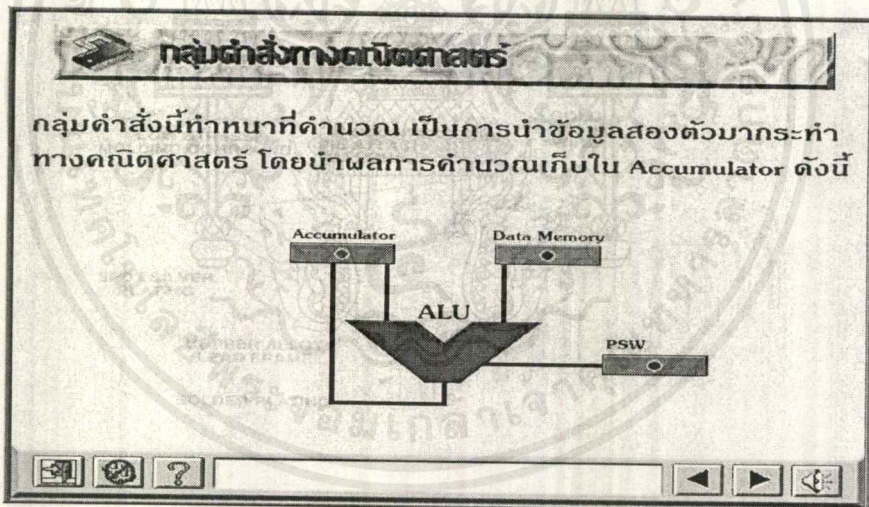 กลุ่มคำสั่งทางคณิตศาสตร์
กลุ่มคำสั่งนี้ทำหน้าที่คำนวณ เป็นการนำข้อมูลสองตัวมากระทำ
ทางคณิตศาสตร์ โดยนำผลการคำนวณเก็บใน Accumulator ดังนี้
Accumulator
Data Memory
ALU
PSW